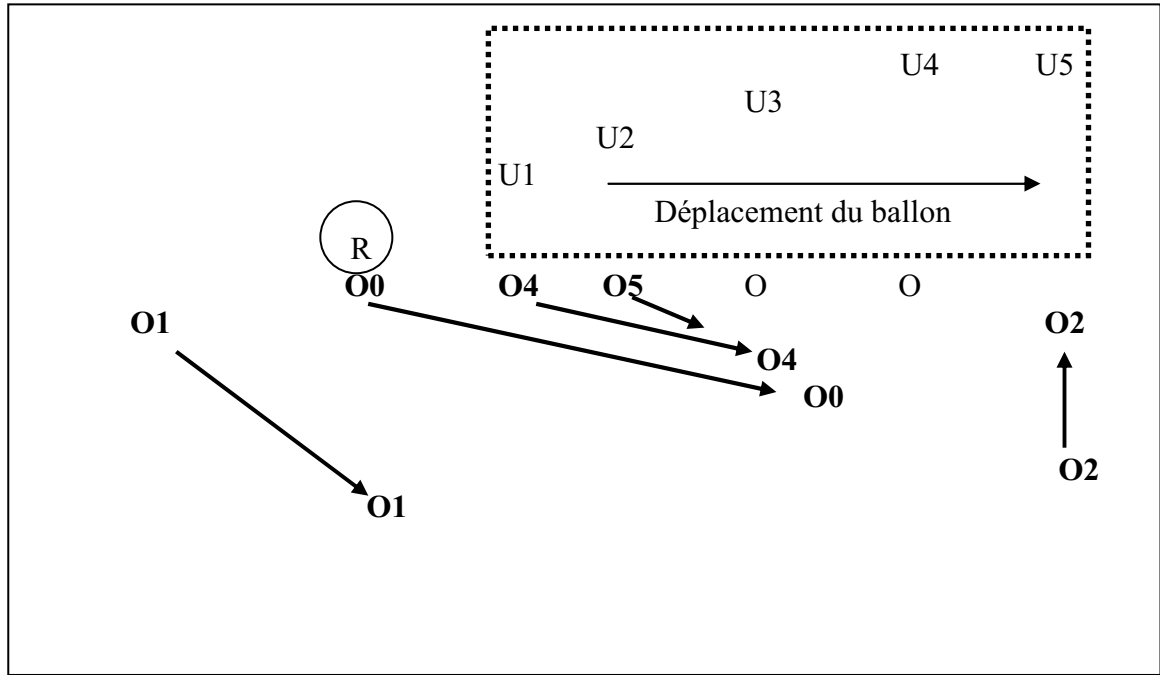 U4 U5
U3
U2
U1
Déplacement du ballon
R
O0 O4 O5 O O
O1 O2
O4
O0
O2
O1